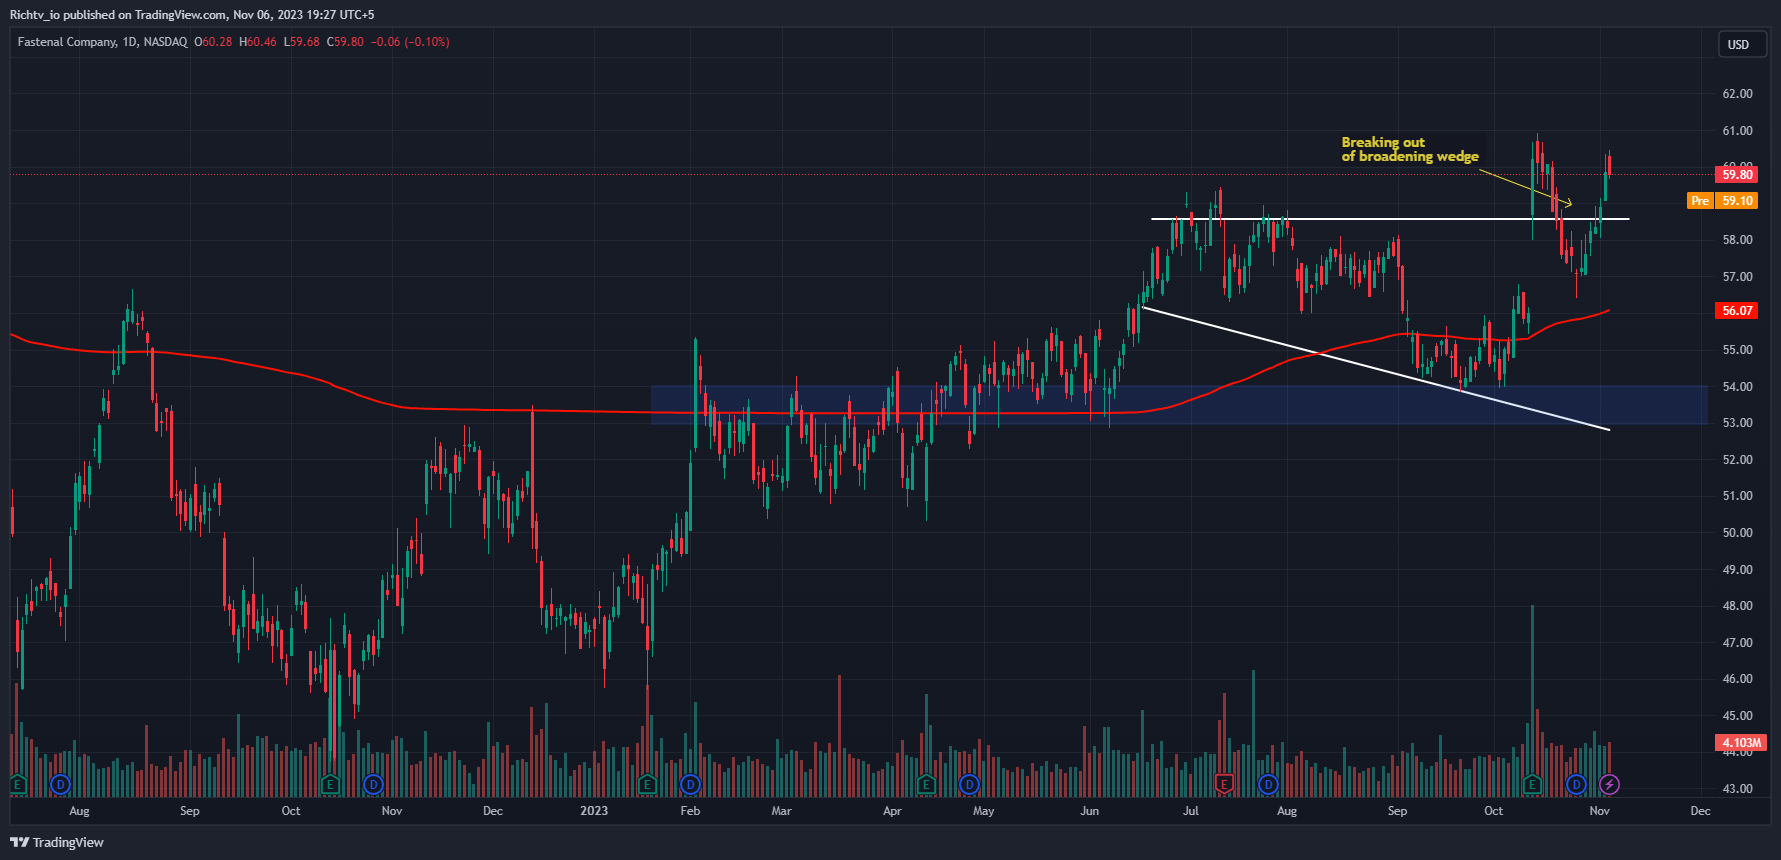 Richtv_io published on TradingView.com, Nov 06, 2023 19:27 UTC+5
Fastenal Company, 1D, NASDAQ O60.28 H60.46 L59.68 C59.80 −0.06 (−0.10%)
USD
62.00
61.00
60.00
59.80
Pre 59.10
58.00
57.00
56.07
55.00
54.00
53.00
52.00
51.00
50.00
49.00
48.00
47.00
46.00
45.00
4.103M
44.00
43.00
Breaking out
of broadening wedge
E D E D E D E D E D E D
Aug Sep Oct Nov Dec 2023 Feb Mar Apr May Jun Jul Aug Sep Oct Nov Dec
TradingView